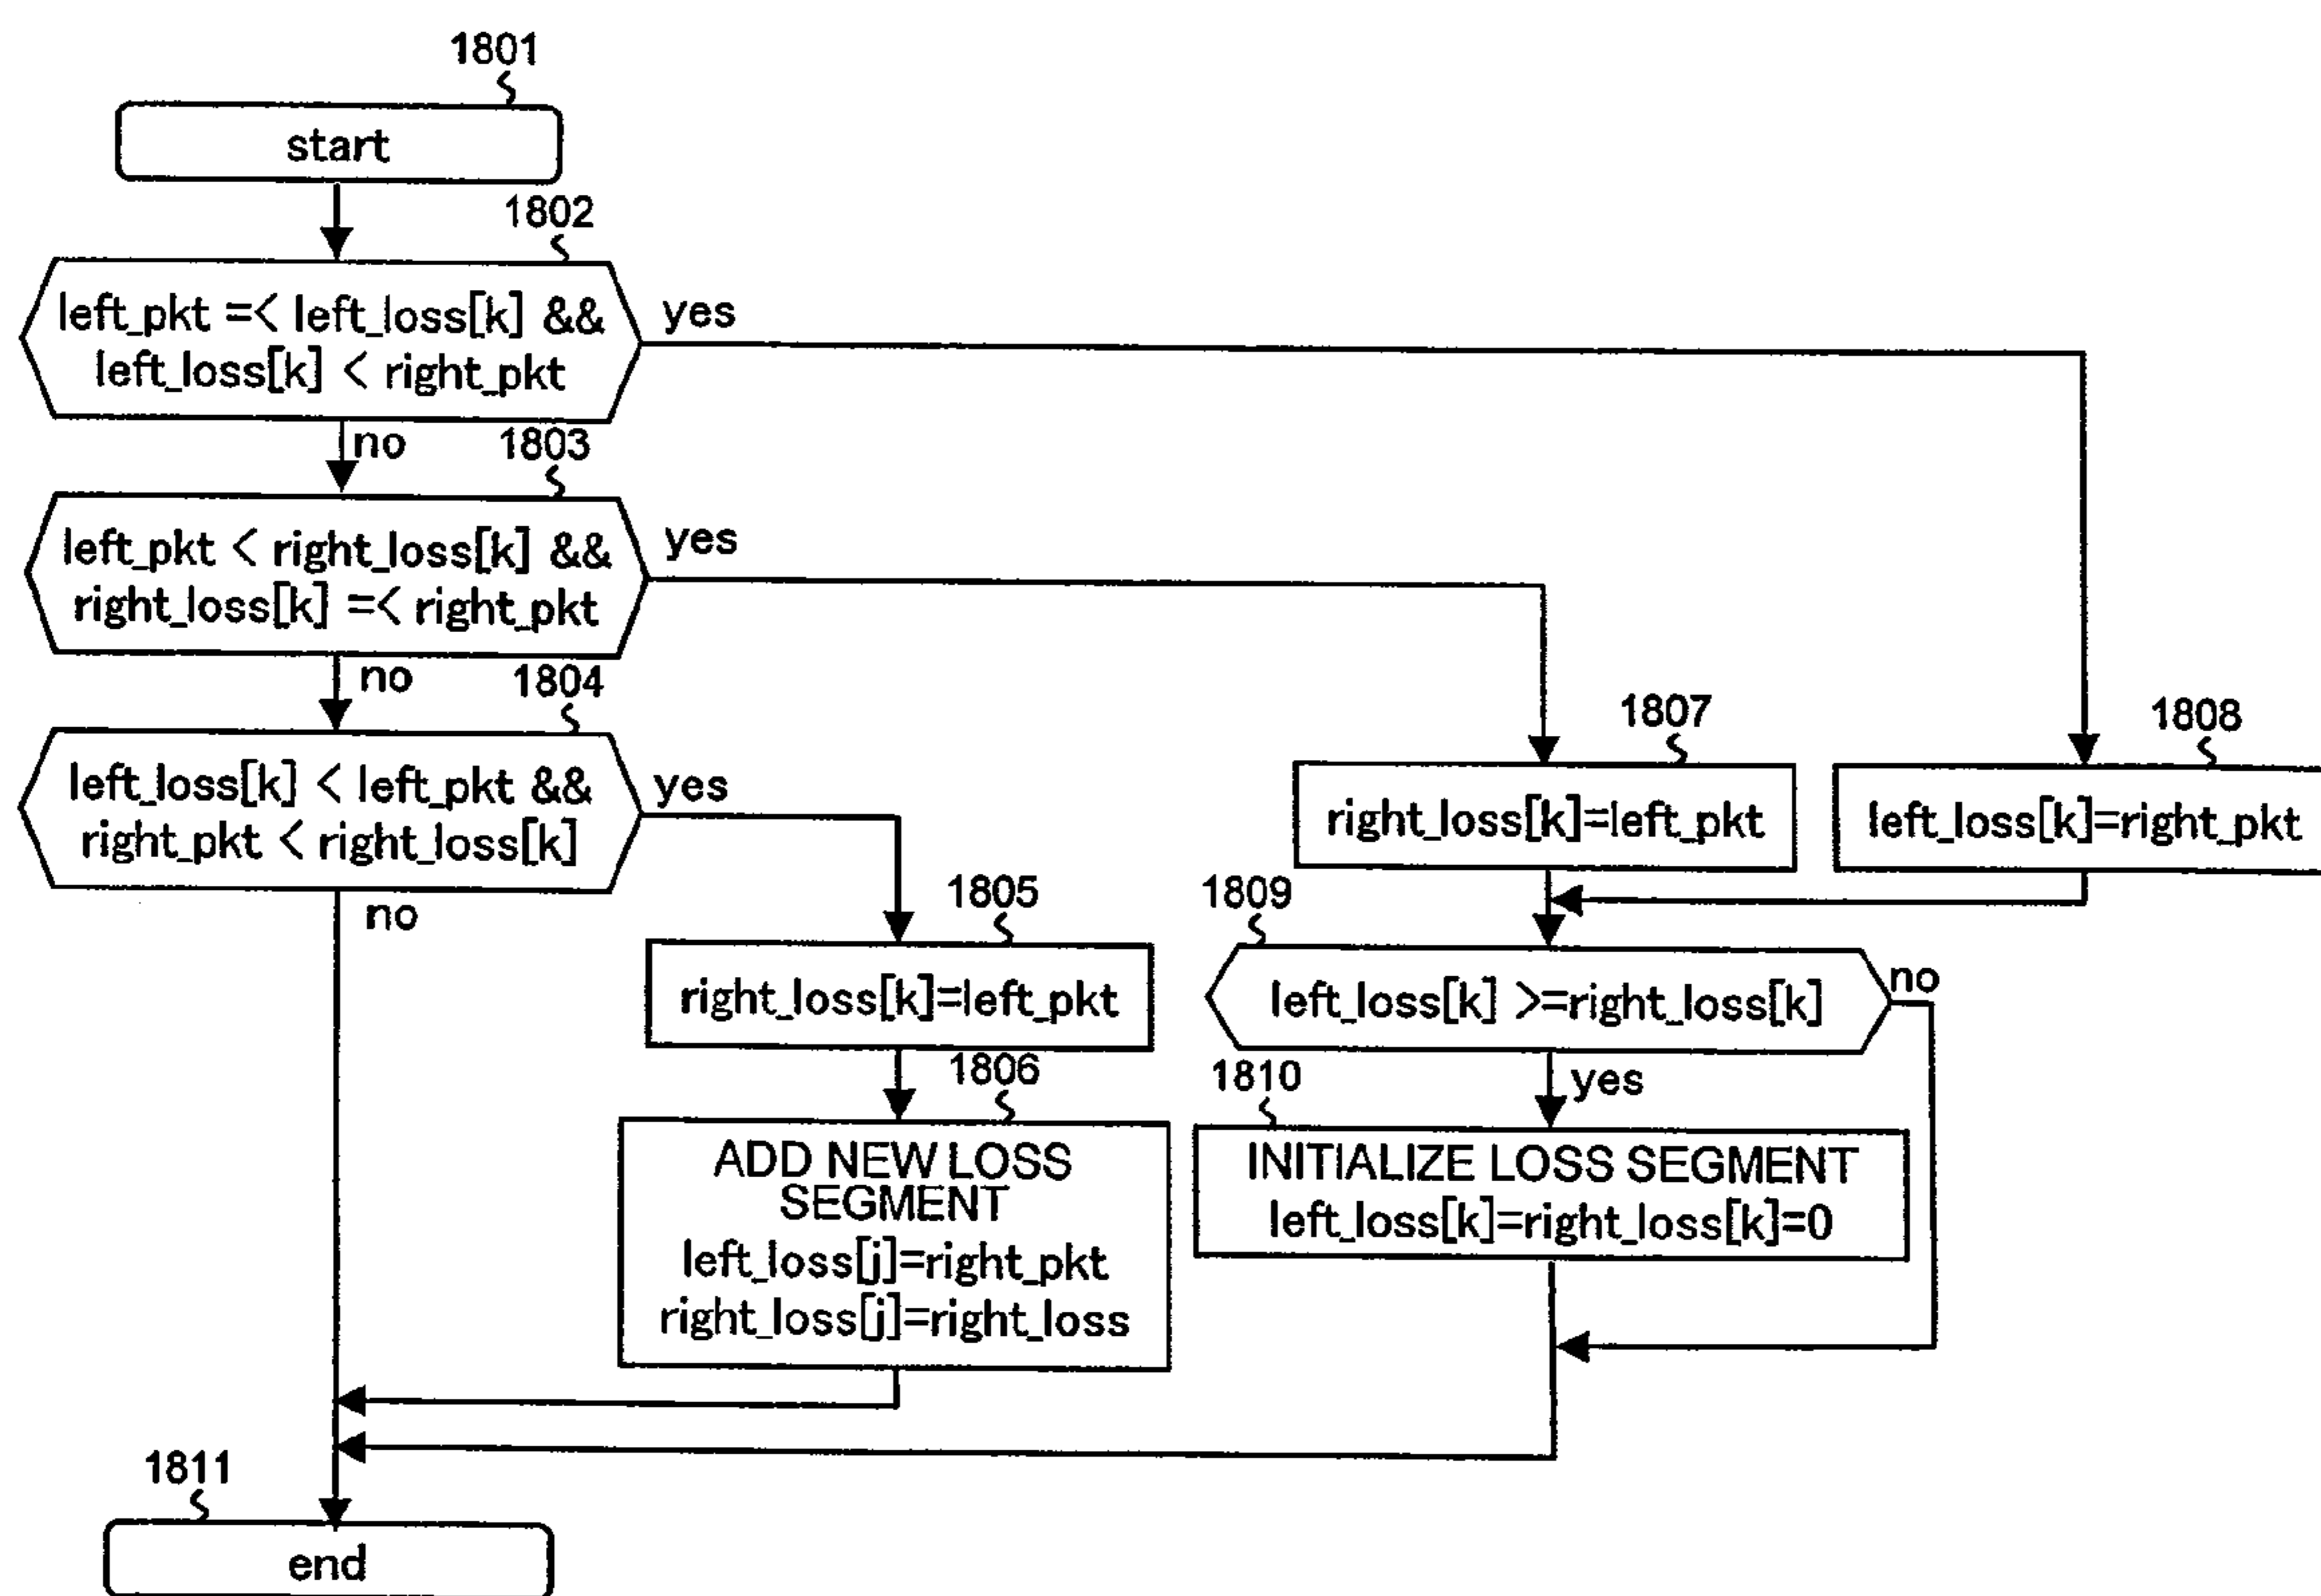 1801
start
1802
left_pkt =< left_loss[k] &&
left_loss[k] < right_pkt
yes
no
1803
left_pkt < right_loss[k] &&
right_loss[k] =< right_pkt
yes
no
1804
left_loss[k] < left_pkt &&
right_pkt < right_loss[k]
yes
no
1807
right_loss[k]=left_pkt
1808
left_loss[k]=right_pkt
1805
right_loss[k]=left_pkt
1809
left_loss[k] >=right_loss[k]
no
yes
1806
ADD NEW LOSS
SEGMENT
left_loss[j]=right_pkt
right_loss[j]=right_loss
1810
INITIALIZE LOSS SEGMENT
left_loss[k]=right_loss[k]=0
1811
end